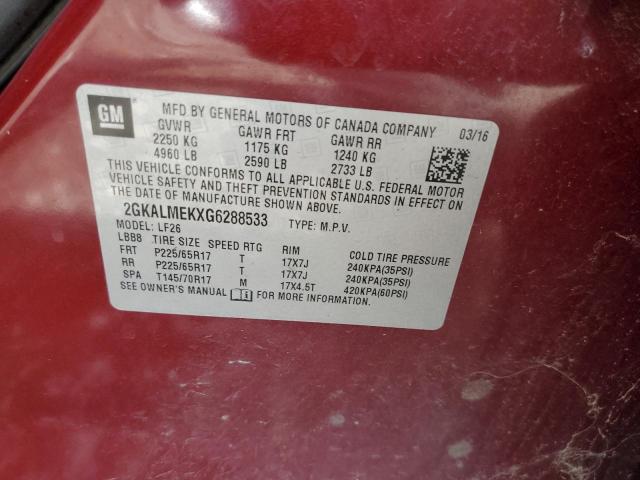 GM
MFD BY GENERAL MOTORS OF CANADA COMPANY 03/16
GVWR GAWR FRT GAWR RR
2250 KG 1175 KG 1240 KG
4960 LB 2590 LB 2733 LB
THIS VEHICLE CONFORMS TO ALL APPLICABLE U.S. FEDERAL MOTOR
VEHICLE SAFETY AND THEFT PREVENTION STANDARDS IN EFFECT ON
THE DATE OF MANUFACTURE SHOWN ABOVE.
2GKALMEKXG6288533 TYPE: M.P.V.
MODEL: LF26
LBB8 TIRE SIZE SPEED RTG RIM COLD TIRE PRESSURE
FRT P225/65R17 T 17X7J 240KPA(35PSI)
RR P225/65R17 T 17X7J 240KPA(35PSI)
SPA T145/70R17 M 17X4.5T 420KPA(60PSI)
SEE OWNER'S MANUAL FOR MORE INFORMATION.